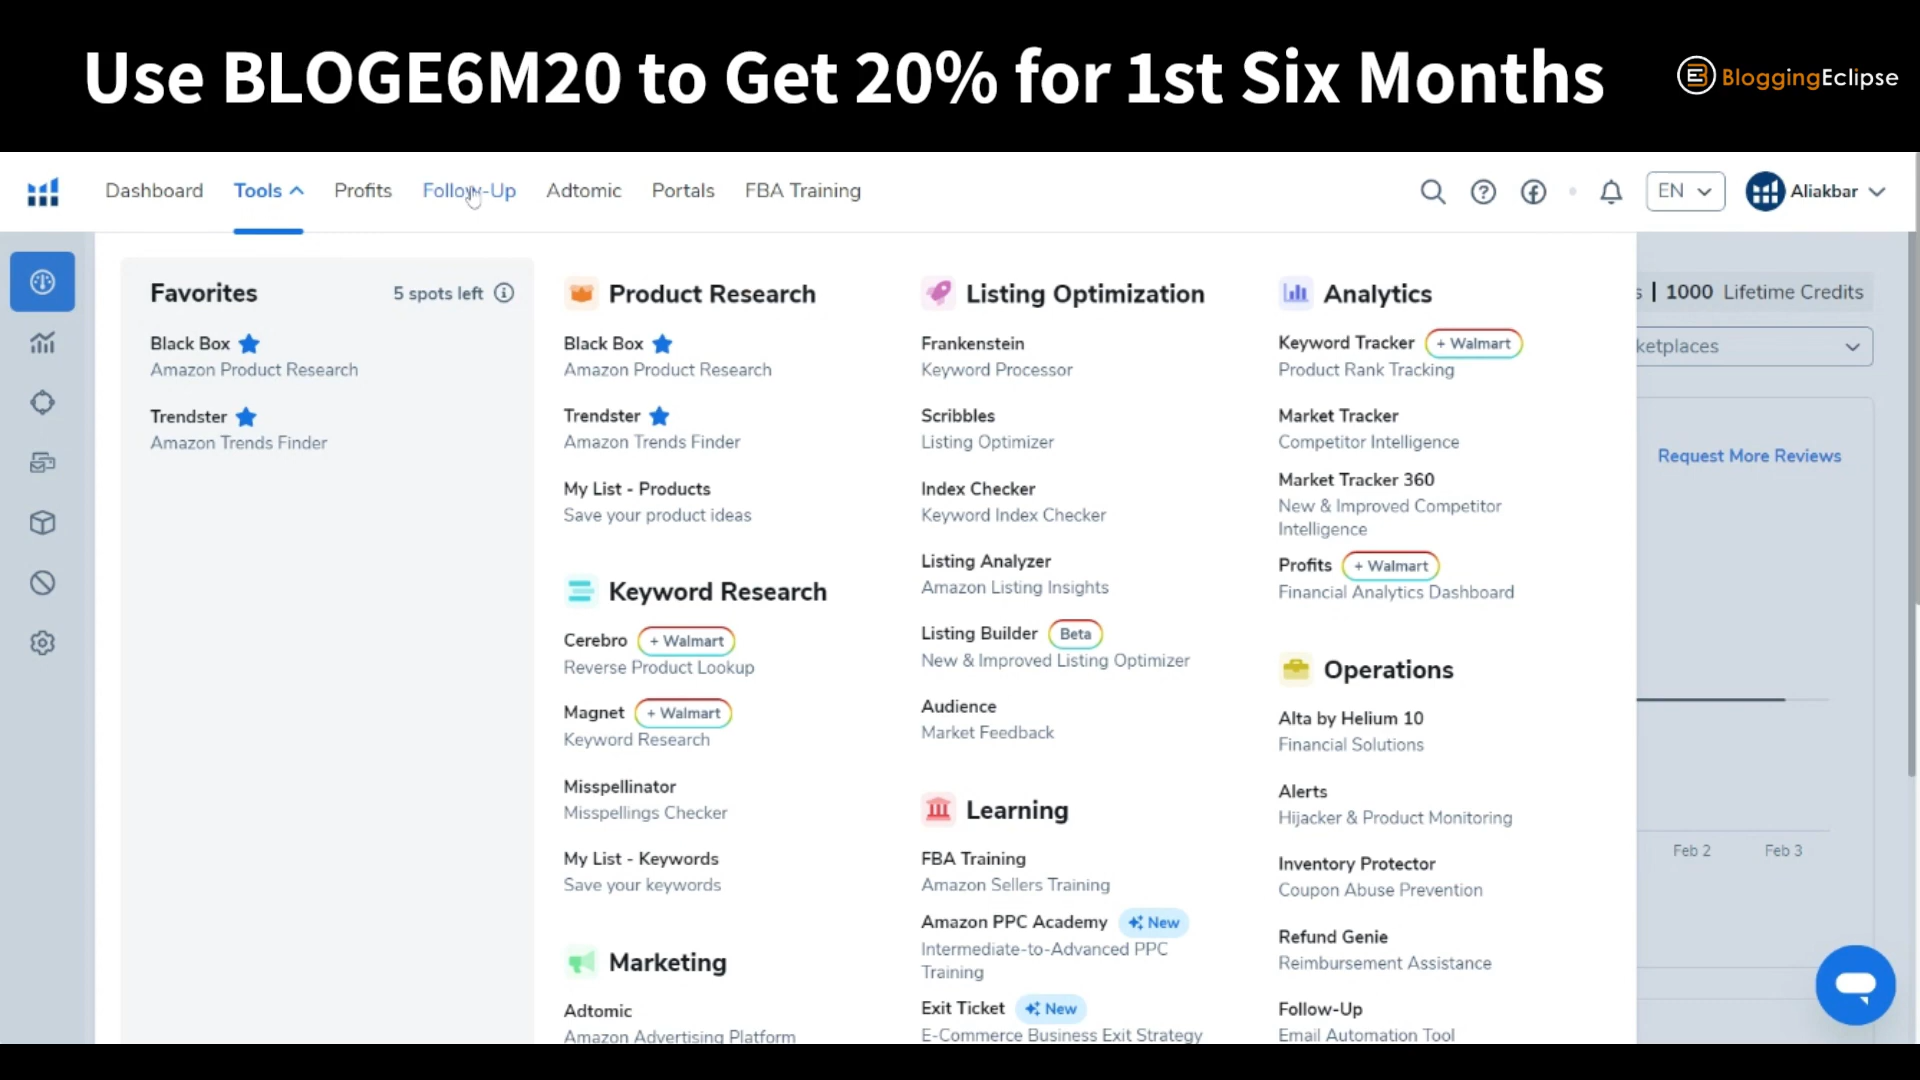 Use BLOGE6M20 to Get 20% for 1st Six Months
BloggingEclipse
Dashboard
Tools
Profits
Follow-Up
Adtomic
Portals
FBA Training
EN
Aliakbar
Favorites
5 spots left
Black Box
Amazon Product Research
Trendster
Amazon Trends Finder
Product Research
Black Box
Amazon Product Research
Trendster
Amazon Trends Finder
My List - Products
Save your product ideas
Keyword Research
Cerebro + Walmart
Reverse Product Lookup
Magnet + Walmart
Keyword Research
Misspellinator
Misspellings Checker
My List - Keywords
Save your keywords
Marketing
Adtomic
Amazon Advertising Platform
Listing Optimization
Frankenstein
Keyword Processor
Scribbles
Listing Optimizer
Index Checker
Keyword Index Checker
Listing Analyzer
Amazon Listing Insights
Listing Builder Beta
New & Improved Listing Optimizer
Audience
Market Feedback
Learning
FBA Training
Amazon Sellers Training
Amazon PPC Academy New
Intermediate-to-Advanced PPC
Training
Exit Ticket New
E-Commerce Business Exit Strategy
Analytics
Keyword Tracker + Walmart
Product Rank Tracking
Market Tracker
Competitor Intelligence
Market Tracker 360
New & Improved Competitor
Intelligence
Profits + Walmart
Financial Analytics Dashboard
Operations
Alta by Helium 10
Financial Solutions
Alerts
Hijacker & Product Monitoring
Inventory Protector
Coupon Abuse Prevention
Refund Genie
Reimbursement Assistance
Follow-Up
Email Automation Tool
s | 1000 Lifetime Credits
ketplaces
Request More Reviews
Feb 2
Feb 3